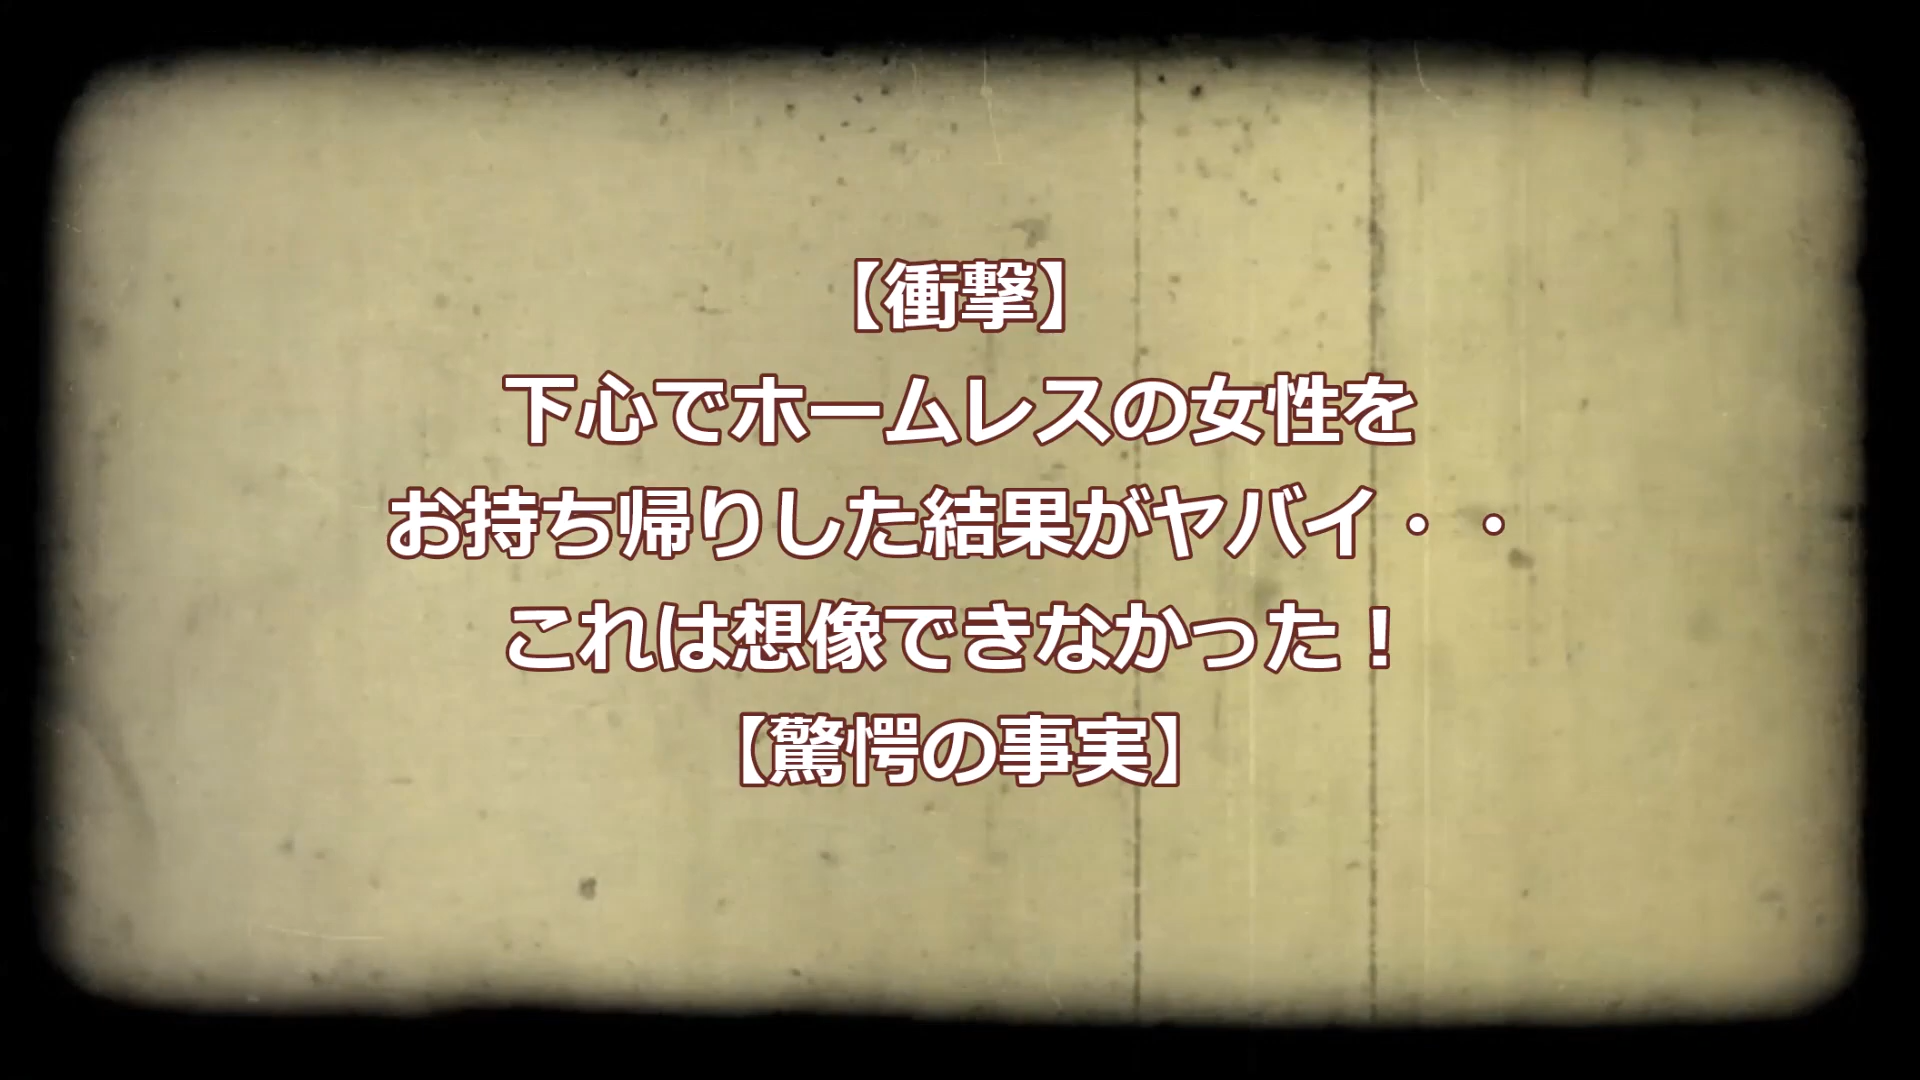 【衝撃】
下心でホームレスの女性を
お持ち帰りした結果がヤバイ・・
これは想像できなかった！
【驚愕の事実】